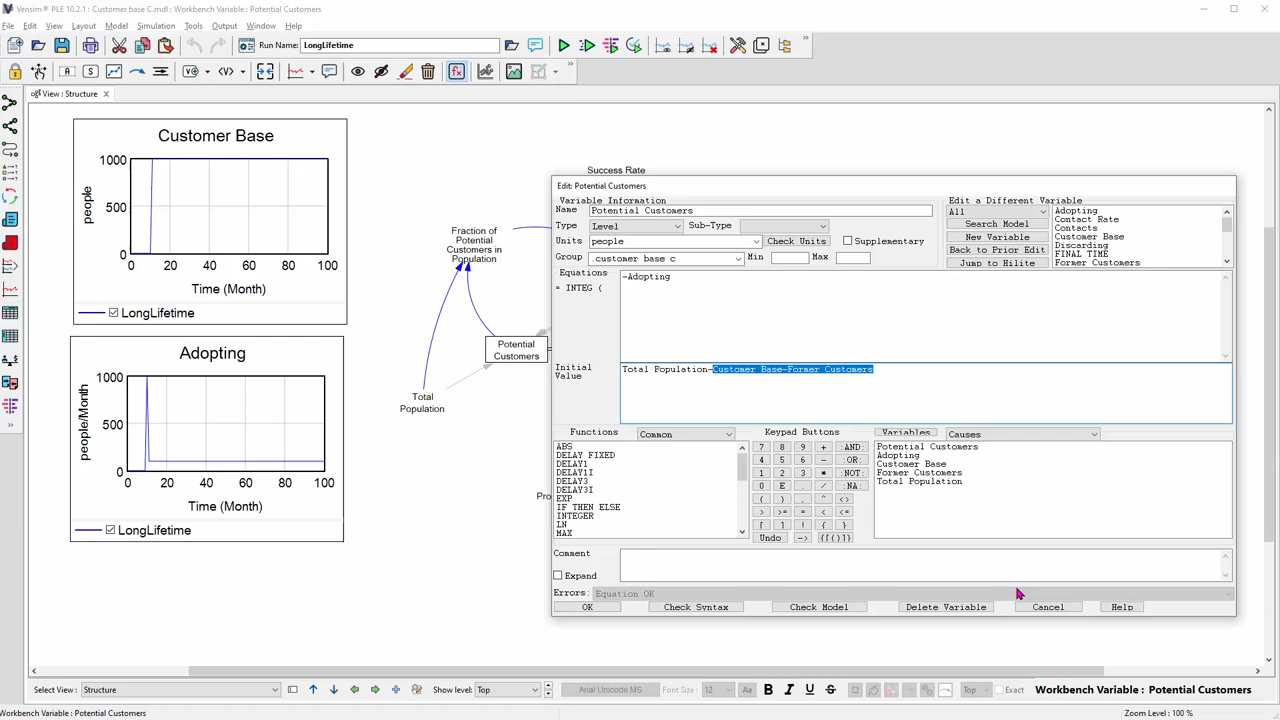 Vensim® PLE 10.2.1 : Customer base C.mdl : Workbench Variable : Potential Customers
File Edit View Layout Model Simulation Tools Output Window Help
Run Name: LongLifetime
View : Structure
Customer Base
people
1000
500
0
0 20 40 60 80 100
Time (Month)
LongLifetime
Adopting
people/Month
1000
500
0
0 20 40 60 80 100
Time (Month)
LongLifetime
Fraction of
Potential
Customers in
Population
Potential
Customers
Total
Population
Success Rate
Pro
Edit: Potential Customers
Variable Information
Name Potential Customers
Type Level Sub-Type
Units people Check Units Supplementary
Group .customer base c Min Max
Edit a Different Variable
All
Search Model
New Variable
Back to Prior Edit
Jump to Hilite
Adopting
Contact Rate
Contacts
Customer Base
Discarding
FINAL TIME
Former Customers
Equations
= INTEG (
-Adopting
Initial
Value
Total Population-Customer Base-Former Customers
Functions Common
ABS
DELAY FIXED
DELAY1
DELAY1I
DELAY3
DELAY3I
EXP
IF THEN ELSE
INTEGER
LN
MAX
Keypad Buttons
7 8 9 + :AND:
4 5 6 - :OR:
1 2 3 * :NOT:
0 E . / :NA:
( ) , ^ <>
> >= = < <=
[ ] ! { }
Undo -> {[()]}
Variables Causes
Potential Customers
Adopting
Customer Base
Former Customers
Total Population
Comment
Expand
Errors: Equation OK
OK Check Syntax Check Model Delete Variable Cancel Help
Select View: Structure Show level: Top Arial Unicode MS Font Size: 12 Aa B I U S Top Exact Workbench Variable : Potential Customers
Workbench Variable : Potential Customers
Zoom Level : 100 %